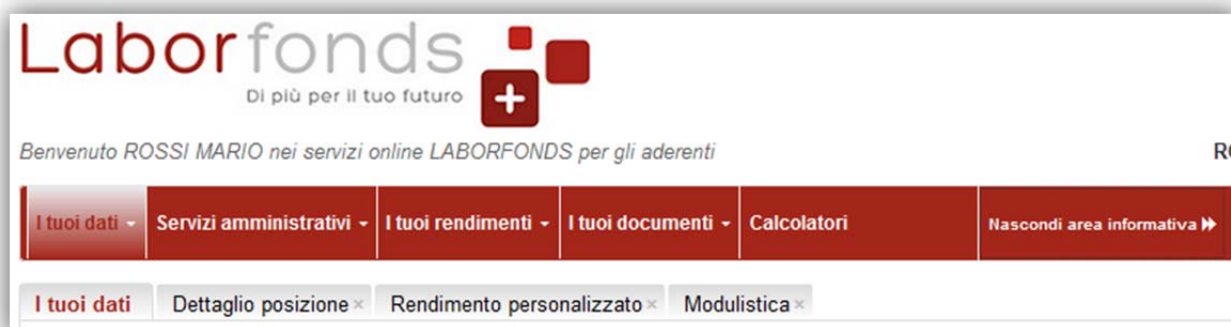 Laborfonds
Di più per il tuo futuro
Benvenuto ROSSI MARIO nei servizi online LABORFONDS per gli aderenti
I tuoi dati Servizi amministrativi I tuoi rendimenti I tuoi documenti Calcolatori Nascondi area informativa
I tuoi dati Dettaglio posizione × Rendimento personalizzato × Modulistica ×